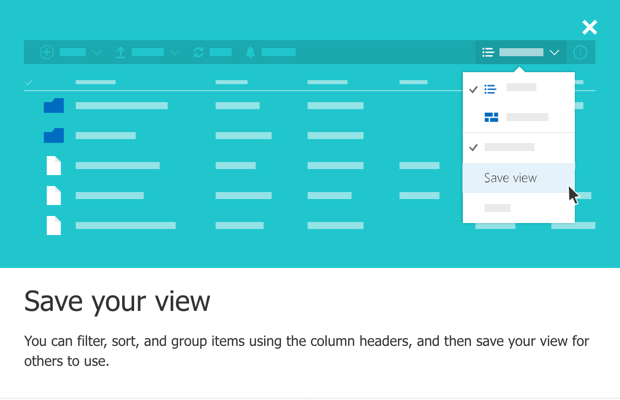 Save view
Save your view
You can filter, sort, and group items using the column headers, and then save your view for
others to use.